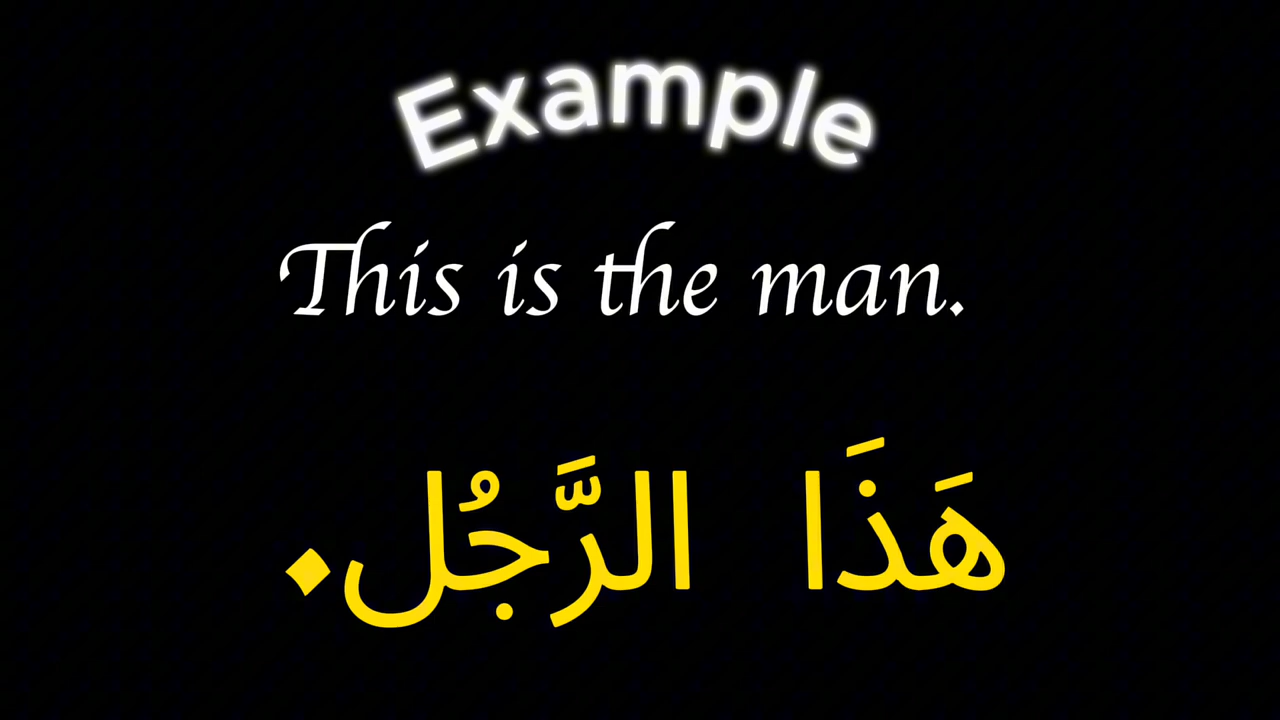 Example
This is the man.
هَذَا الرَّجُل.